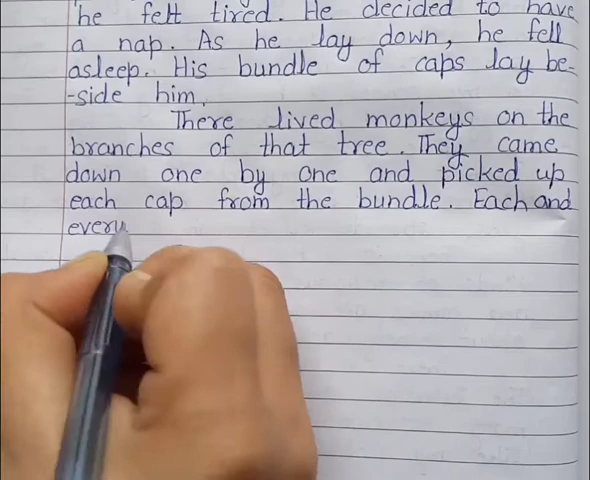 he felt tired. He decided to have
a nap. As he lay down, he fell
asleep. His bundle of caps lay be-
-side him.
There lived monkeys on the
branches of that tree. They came
down one by one and picked up
each cap from the bundle. Each and
every